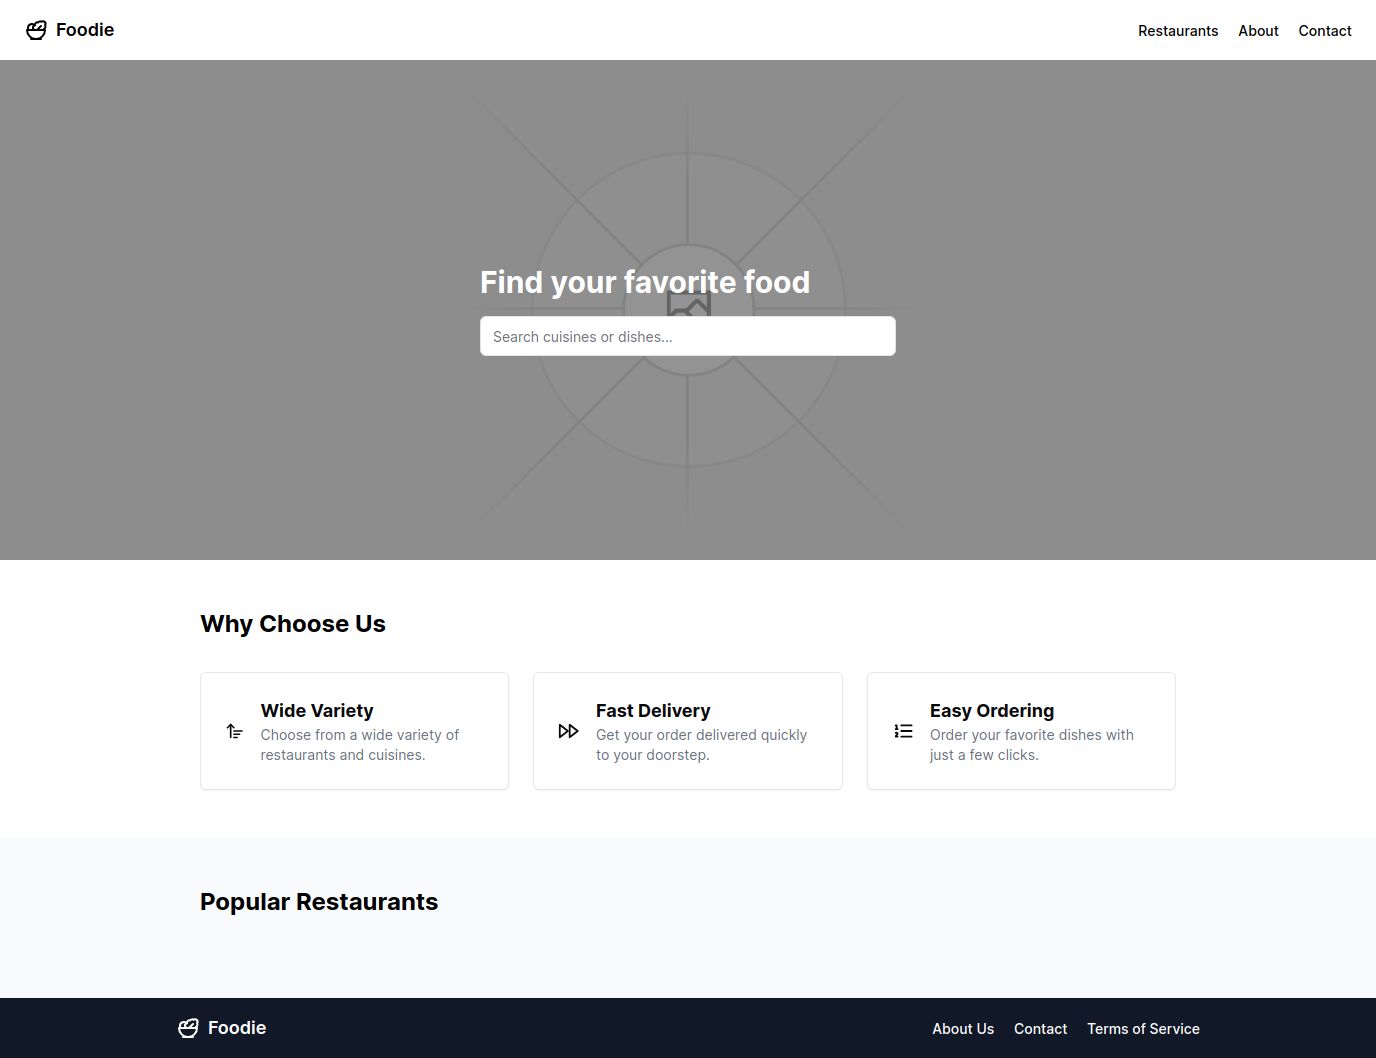 Foodie
Restaurants About Contact
Find your favorite food
Search cuisines or dishes...
Why Choose Us
Wide Variety
Choose from a wide variety of
restaurants and cuisines.
Fast Delivery
Get your order delivered quickly
to your doorstep.
Easy Ordering
Order your favorite dishes with
just a few clicks.
Popular Restaurants
Foodie
About Us Contact Terms of Service